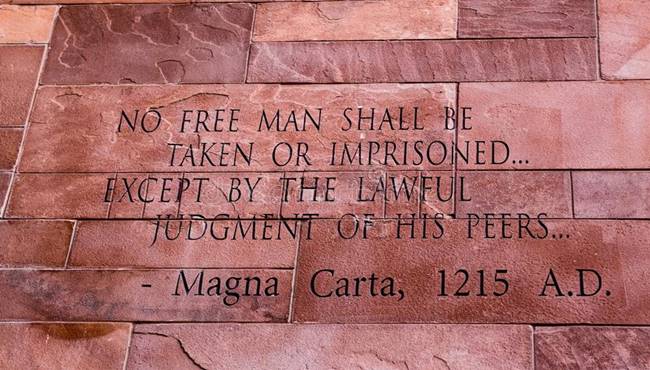 NO FREE MAN SHALL BE
TAKEN OR IMPRISONED...
EXCEPT BY THE LAWFUL
JUDGMENT OF HIS PEERS...
- Magna Carta, 1215 A.D.